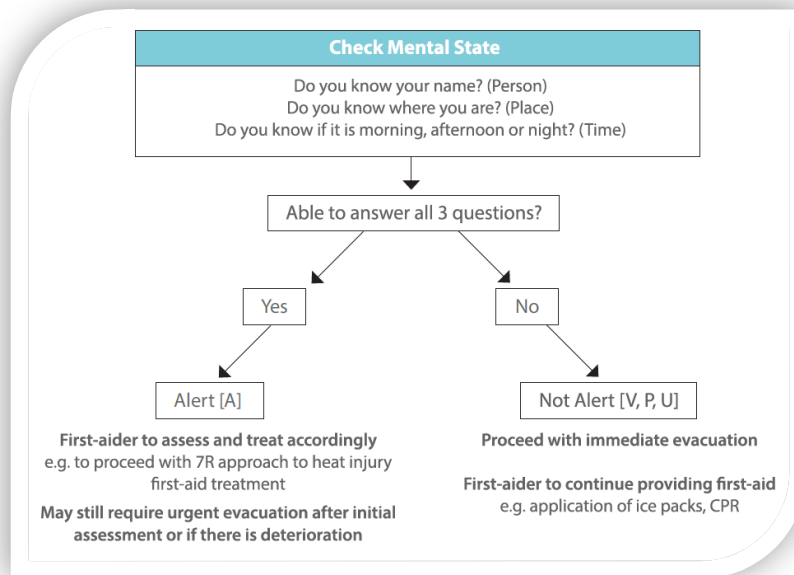 Check Mental State
Do you know your name? (Person)
Do you know where you are? (Place)
Do you know if it is morning, afternoon or night? (Time)
Able to answer all 3 questions?
Yes
No
Alert [A]
Not Alert [V, P, U]
First-aider to assess and treat accordingly
e.g. to proceed with 7R approach to heat injury
first-aid treatment
May still require urgent evacuation after initial
assessment or if there is deterioration
Proceed with immediate evacuation
First-aider to continue providing first-aid
e.g. application of ice packs, CPR